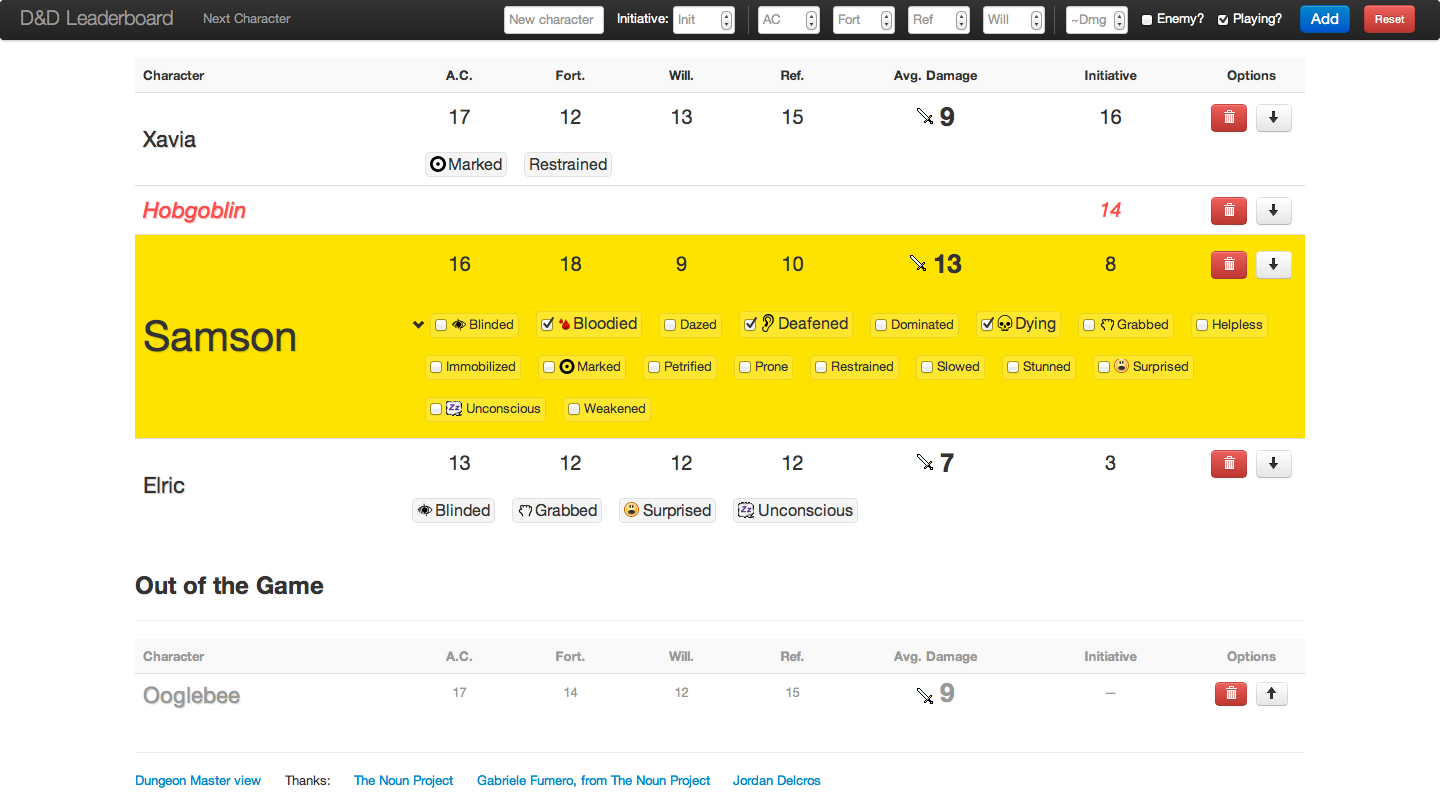 D&D Leaderboard Next Character New character Initiative: Init AC Fort Ref Will ~Dmg Enemy? Playing? Add Reset
Character A.C. Fort. Will. Ref. Avg. Damage Initiative Options
17 12 13 15 9 16
Xavia
Marked Restrained
Hobgoblin 14
16 18 9 10 13 8
Samson
Blinded Bloodied Dazed Deafened Dominated Dying Grabbed Helpless
Immobilized Marked Petrified Prone Restrained Slowed Stunned Surprised
Zz Unconscious Weakened
13 12 12 12 7 3
Elric
Blinded Grabbed Surprised Zz Unconscious
Out of the Game
Character A.C. Fort. Will. Ref. Avg. Damage Initiative Options
Ooglebee 17 14 12 15 9 —
Dungeon Master view Thanks: The Noun Project Gabriele Fumero, from The Noun Project Jordan Delcros